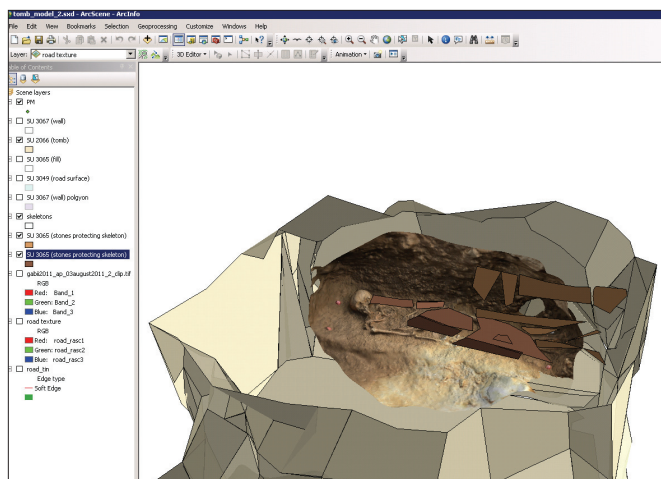 tomb_model_2.sxd - ArcScene - ArcInfo
File Edit View Bookmarks Selection Geoprocessing Customize Windows Help
Layer: road texture 3D Editor Animation
Table of Contents
Scene layers
PM
SU 3067 (wall)
SU 2066 (tomb)
SU 3065 (fill)
SU 3049 (road surface)
SU 3067 (wall) polgyon
skeletons
SU 3065 (stones protecting skeleton)
SU 3065 (stones protecting skeleton)
gabii2011_ap_03august2011_2_clip.tif
RGB
Red: Band_1
Green: Band_2
Blue: Band_3
road texture
RGB
Red: road_rasc1
Green: road_rasc2
Blue: road_rasc3
road_tin
Edge type
Soft Edge